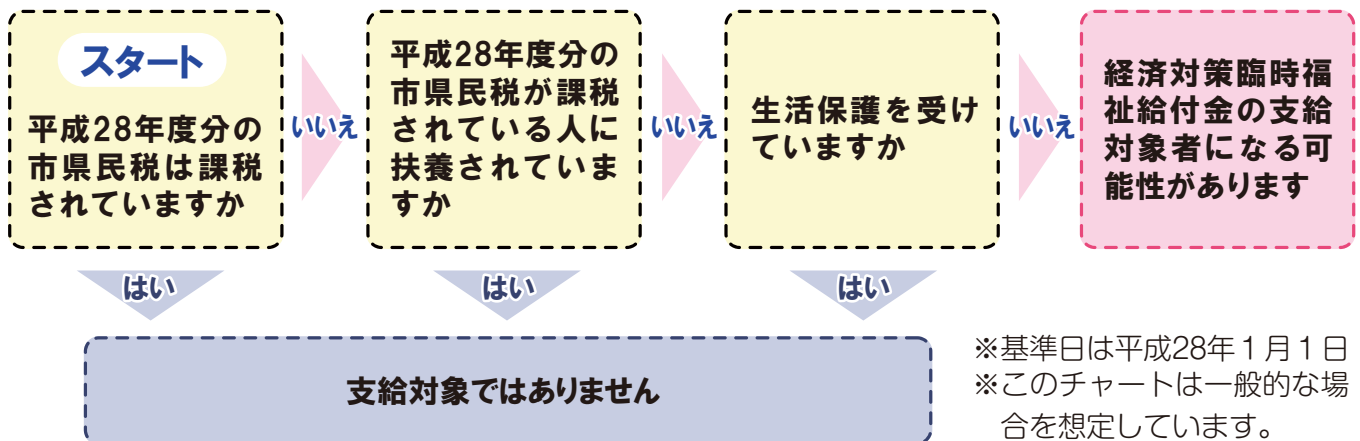 スタート
平成28年度分の
市県民税は課税
されていますか
いいえ
平成28年度分の
市県民税が課税
されている人に
扶養されていま
すか
いいえ
生活保護を受け
ていますか
いいえ
経済対策臨時福
祉給付金の支給
対象者になる可
能性があります
はい
はい
はい
支給対象ではありません
※基準日は平成28年１月１日
※このチャートは一般的な場
合を想定しています。